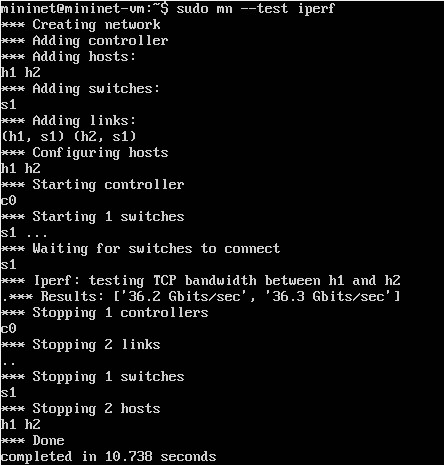 mininet@mininet-vm:~$ sudo mn --test iperf
*** Creating network
*** Adding controller
*** Adding hosts:
h1 h2
*** Adding switches:
s1
*** Adding links:
(h1, s1) (h2, s1)
*** Configuring hosts
h1 h2
*** Starting controller
c0
*** Starting 1 switches
s1 ...
*** Waiting for switches to connect
s1
*** Iperf: testing TCP bandwidth between h1 and h2
.*** Results: ['36.2 Gbits/sec', '36.3 Gbits/sec']
*** Stopping 1 controllers
c0
*** Stopping 2 links
..
*** Stopping 1 switches
s1
*** Stopping 2 hosts
h1 h2
*** Done
completed in 10.738 seconds